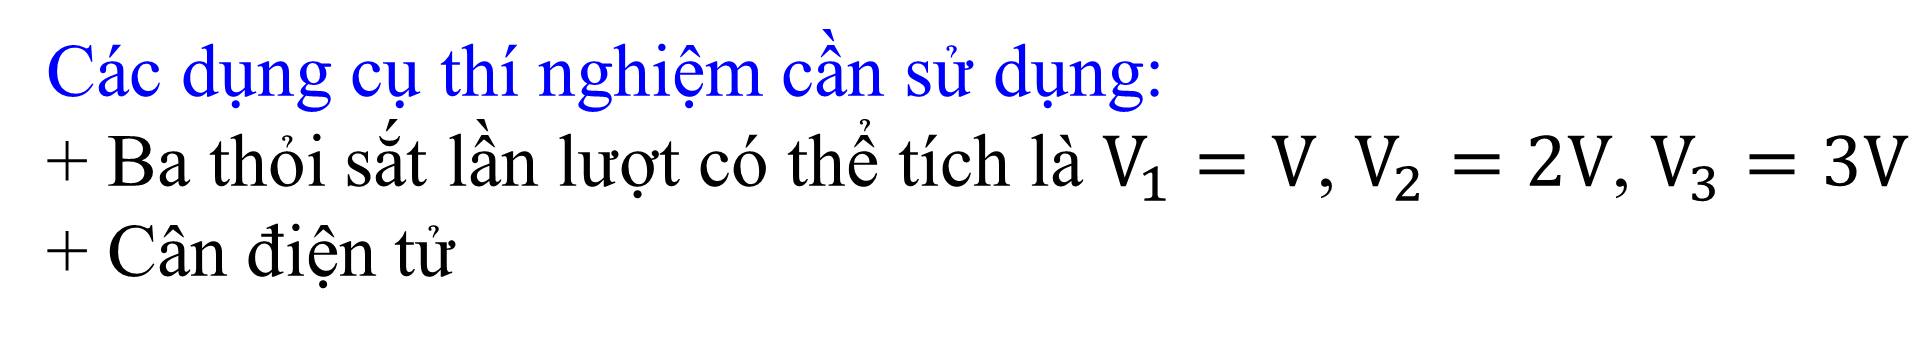 Các dụng cụ thí nghiệm cần sử dụng:
+ Ba thỏi sắt lần lượt có thể tích là V₁ = V, V₂ = 2V, V₃ = 3V
+ Cân điện tử